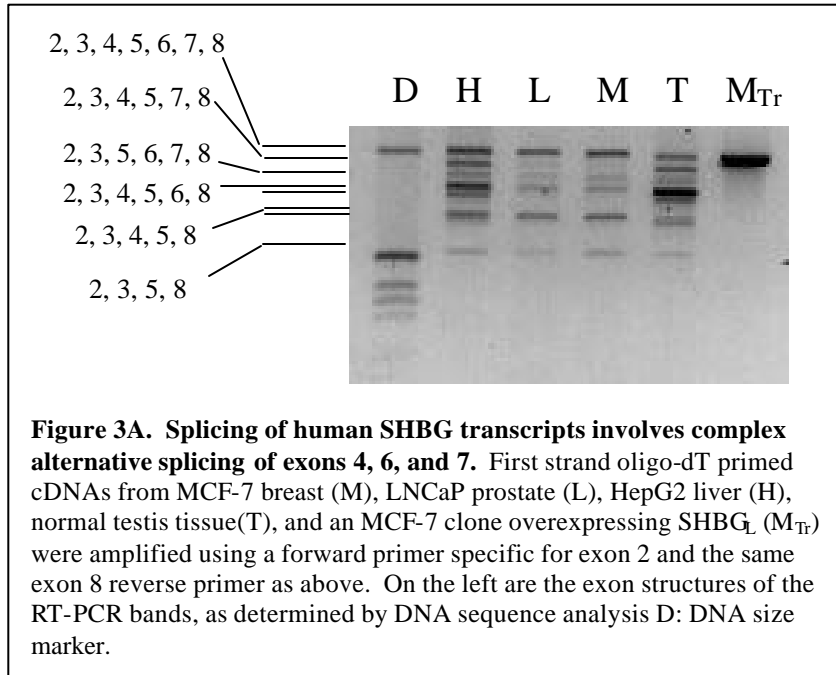 2, 3, 4, 5, 6, 7, 8
2, 3, 4, 5, 7, 8
2, 3, 5, 6, 7, 8
2, 3, 4, 5, 6, 8
2, 3, 4, 5, 8
2, 3, 5, 8
D H L M T MTr
Figure 3A. Splicing of human SHBG transcripts involves complex
alternative splicing of exons 4, 6, and 7. First strand oligo-dT primed
cDNAs from MCF-7 breast (M), LNCaP prostate (L), HepG2 liver (H),
normal testis tissue(T), and an MCF-7 clone overexpressing SHBGL (MTr)
were amplified using a forward primer specific for exon 2 and the same
exon 8 reverse primer as above. On the left are the exon structures of the
RT-PCR bands, as determined by DNA sequence analysis D: DNA size
marker.